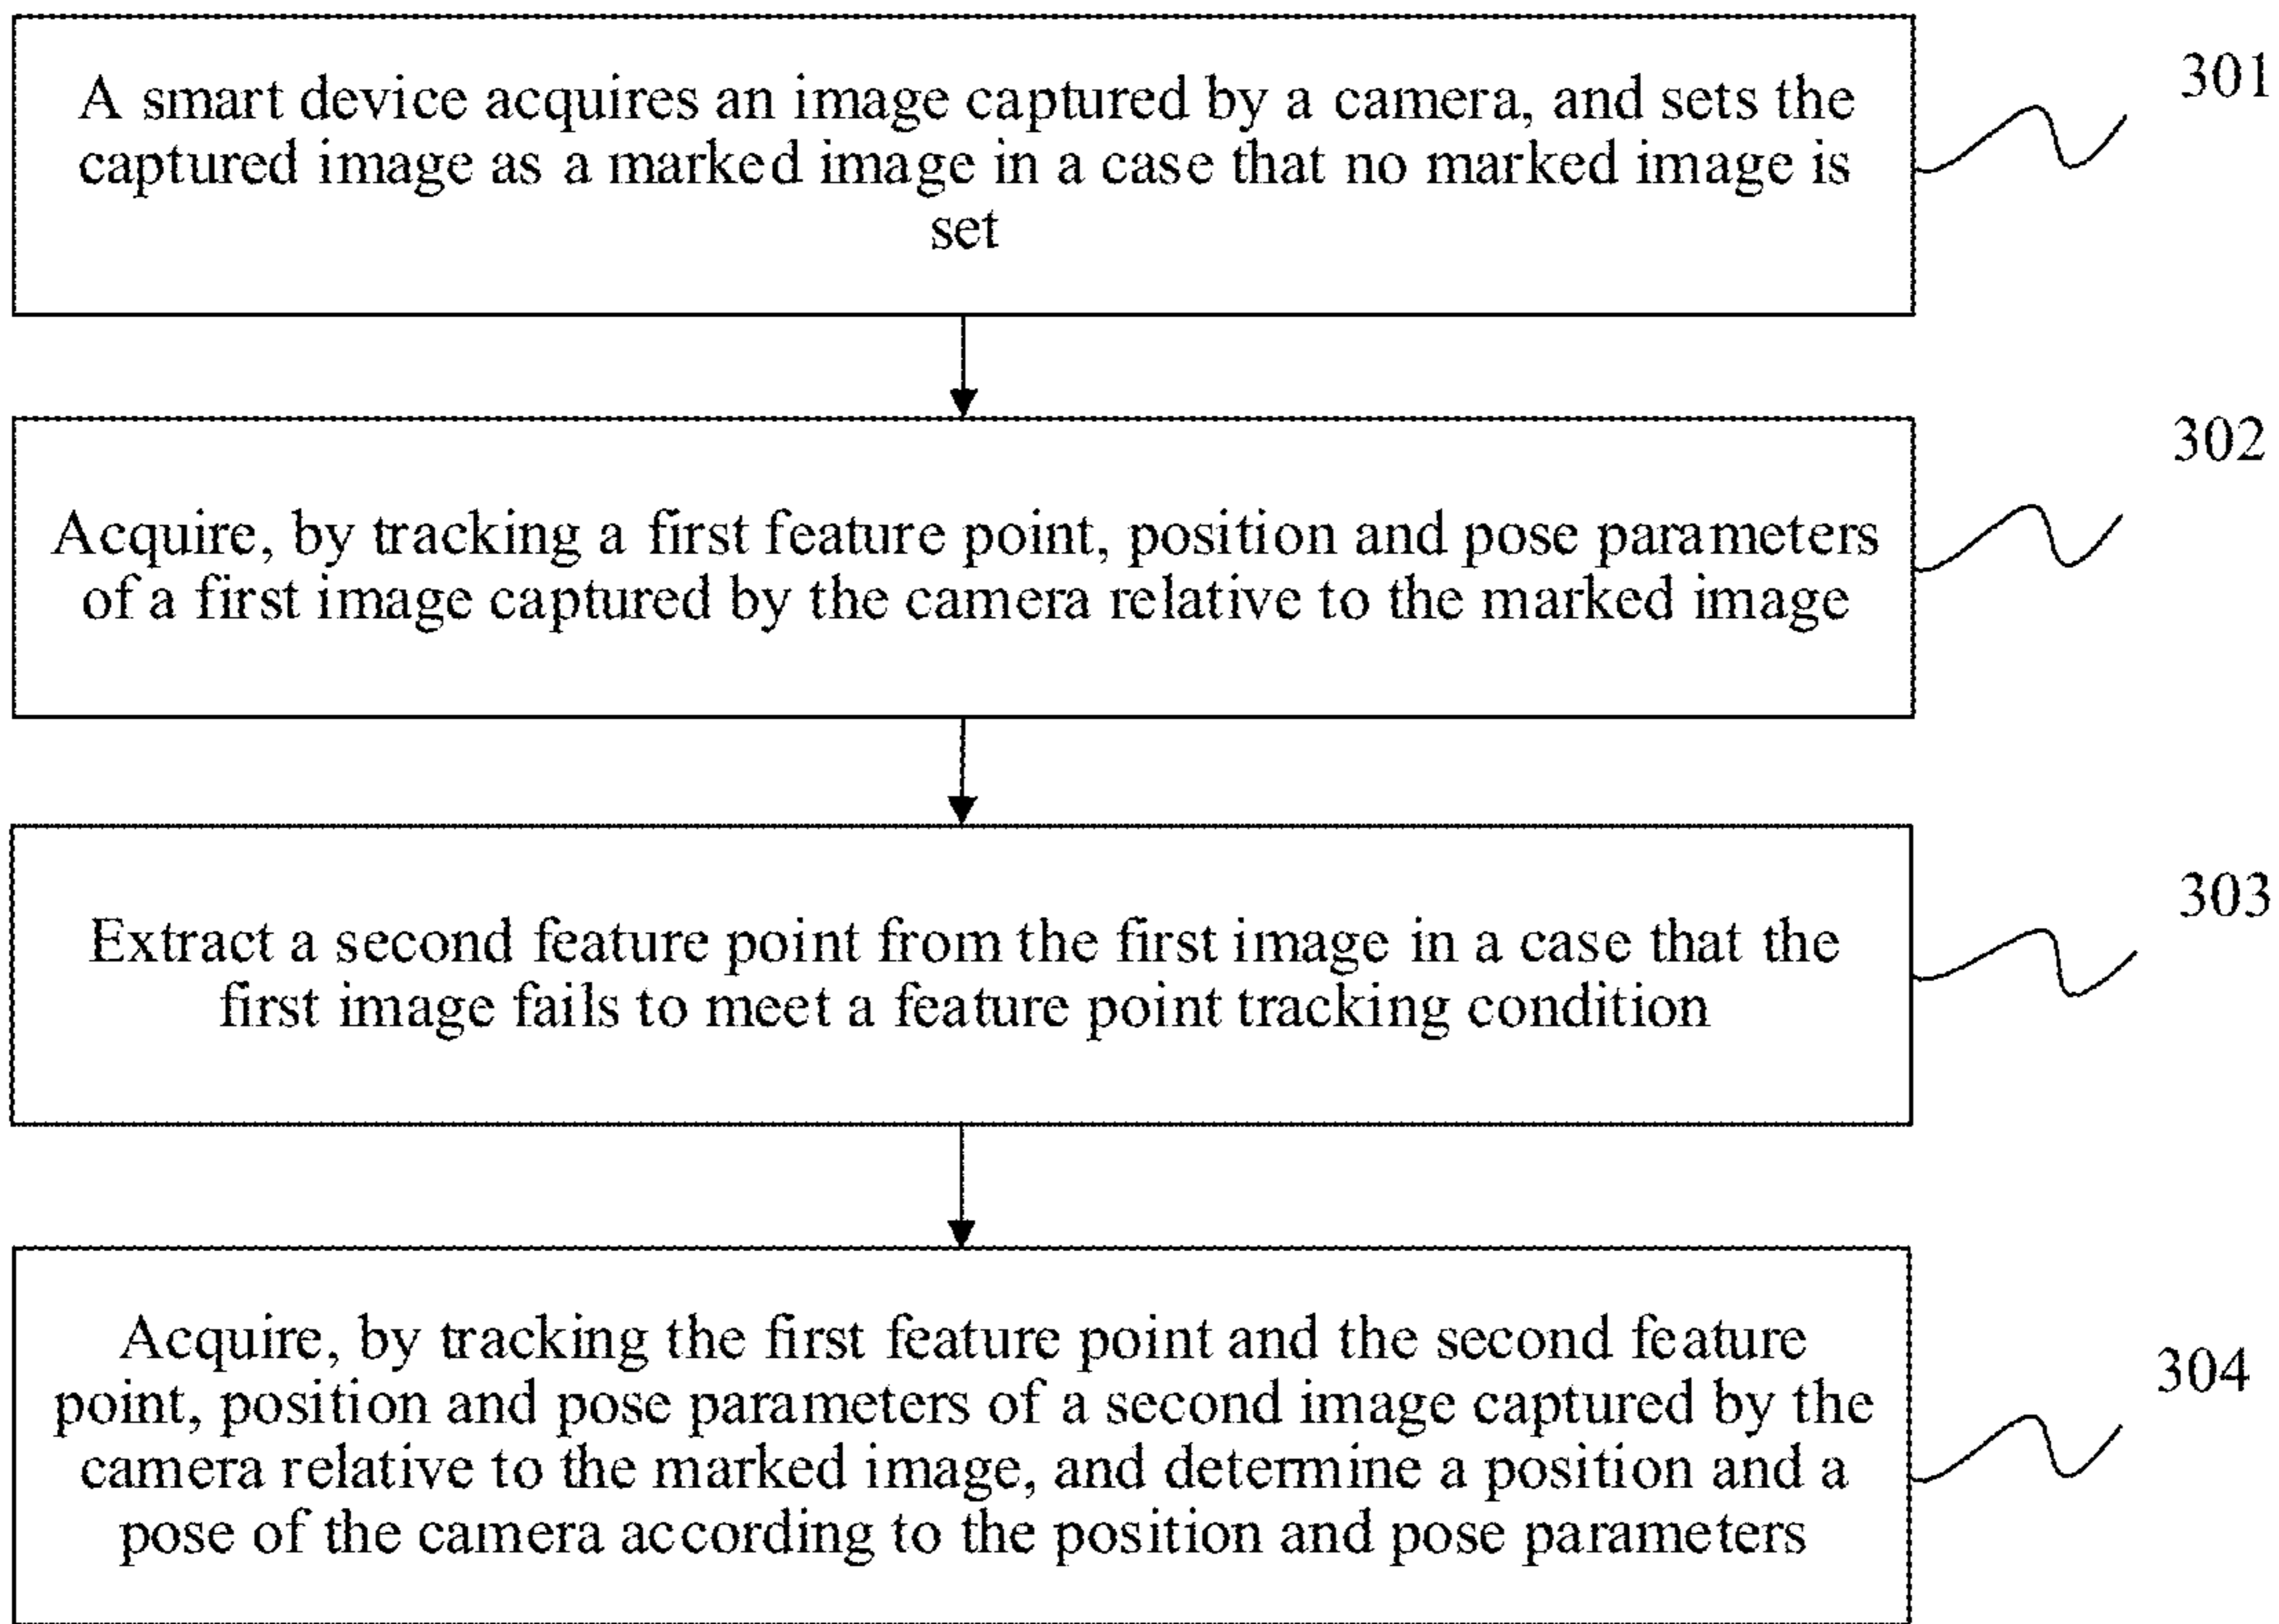 A smart device acquires an image captured by a camera, and sets the
captured image as a marked image in a case that no marked image is
set
301
Acquire, by tracking a first feature point, position and pose parameters
of a first image captured by the camera relative to the marked image
302
Extract a second feature point from the first image in a case that the
first image fails to meet a feature point tracking condition
303
Acquire, by tracking the first feature point and the second feature
point, position and pose parameters of a second image captured by the
camera relative to the marked image, and determine a position and a
pose of the camera according to the position and pose parameters
304